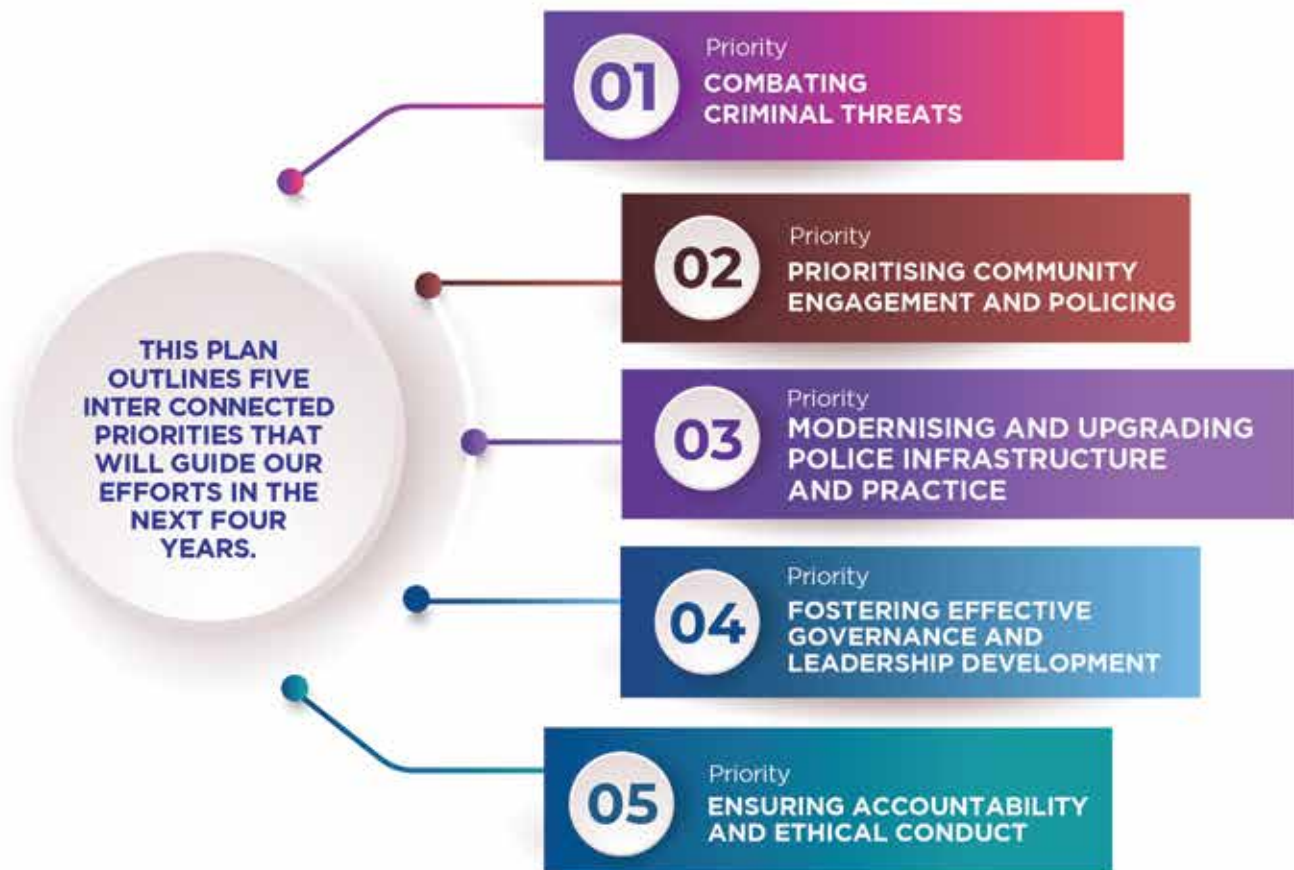 THIS PLAN
OUTLINES FIVE
INTER CONNECTED
PRIORITIES THAT
WILL GUIDE OUR
EFFORTS IN THE
NEXT FOUR
YEARS.
01
Priority
COMBATING
CRIMINAL THREATS
02
Priority
PRIORITISING COMMUNITY
ENGAGEMENT AND POLICING
03
Priority
MODERNISING AND UPGRADING
POLICE INFRASTRUCTURE
AND PRACTICE
04
Priority
FOSTERING EFFECTIVE
GOVERNANCE AND
LEADERSHIP DEVELOPMENT
05
Priority
ENSURING ACCOUNTABILITY
AND ETHICAL CONDUCT